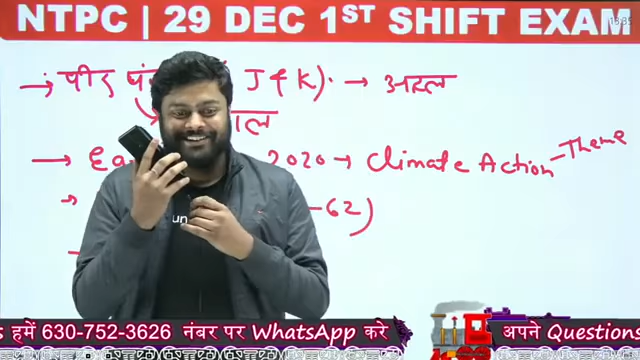 NTPC | 29 DEC 1ST SHIFT EXAM
→ पीर J & K). → अटल
→ 2020 → Climate Action - Theme
-62)
हमें 630-752-3626 नंबर पर WhatsApp करे
अपने Questions